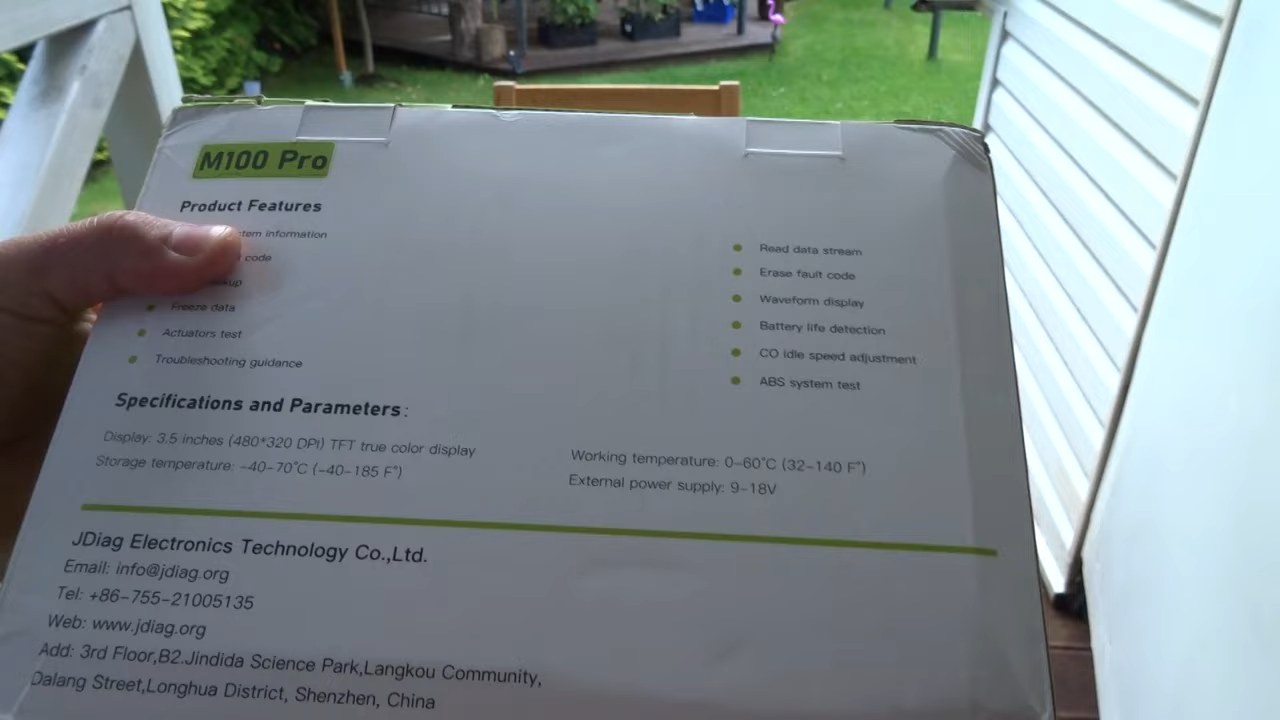 M100 Pro
Product Features
information
code
Freeze data
Actuators test
Troubleshooting guidance
Read data stream
Erase fault code
Waveform display
Battery life detection
CO idle speed adjustment
ABS system test
Specifications and Parameters:
Display: 3.5 inches (480*320 DPI) TFT true color display
Storage temperature: -40-70°C (-40-185 F°)
Working temperature: 0-60°C (32-140 F°)
External power supply: 9-18V
JDiag Electronics Technology Co.,Ltd.
Email: info@jdiag.org
Tel: +86-755-21005135
Web: www.jdiag.org
Add: 3rd Floor,B2.Jindida Science Park,Langkou Community,
Dalang Street,Longhua District, Shenzhen, China